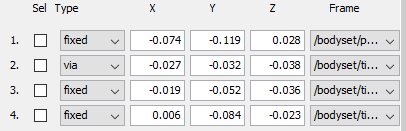 Sel Type X Y Z Frame
1. fixed -0.074 -0.119 0.028 /bodyset/p...
2. via -0.027 -0.032 -0.038 /bodyset/ti...
3. fixed -0.019 -0.052 -0.036 /bodyset/ti...
4. fixed 0.006 -0.084 -0.023 /bodyset/ti...